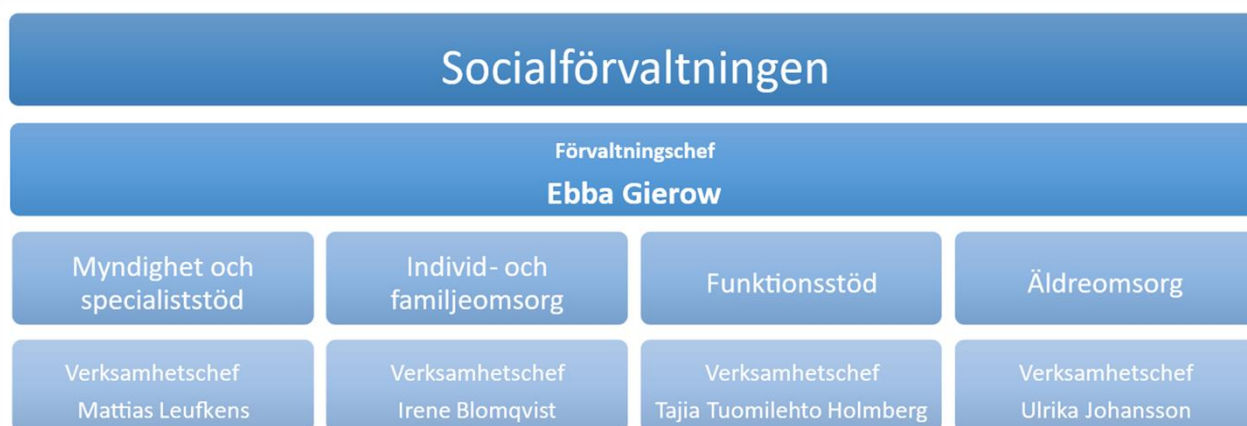 Socialförvaltningen
Förvaltningschef
Ebba Gierow
Myndighet och
specialiststöd
Individ- och
familjeomsorg
Funktionsstöd
Äldreomsorg
Verksamhetschef
Mattias Leufkens
Verksamhetschef
Irene Blomqvist
Verksamhetschef
Tajia Tuomilehto Holmberg
Verksamhetschef
Ulrika Johansson